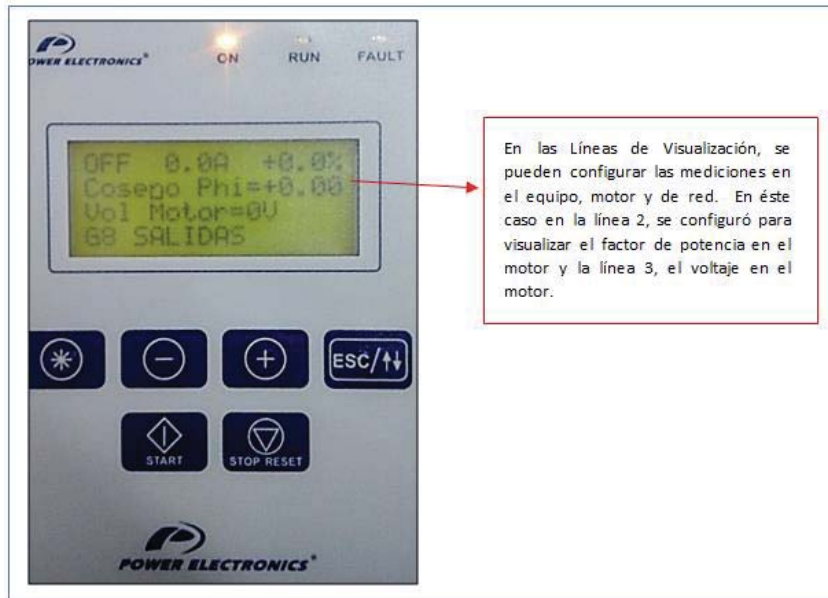 POWER ELECTRONICS®
ON RUN FAULT
OFF 0.0A +0.0%
Coseno Phi=+0.00
Vol Motor=0V
G8 SALIDAS
ESC/
START
STOP RESET
POWER ELECTRONICS®
En las Líneas de Visualización, se
pueden configurar las mediciones en
el equipo, motor y de red. En éste
caso en la línea 2, se configuró para
visualizar el factor de potencia en el
motor y la línea 3, el voltaje en el
motor.